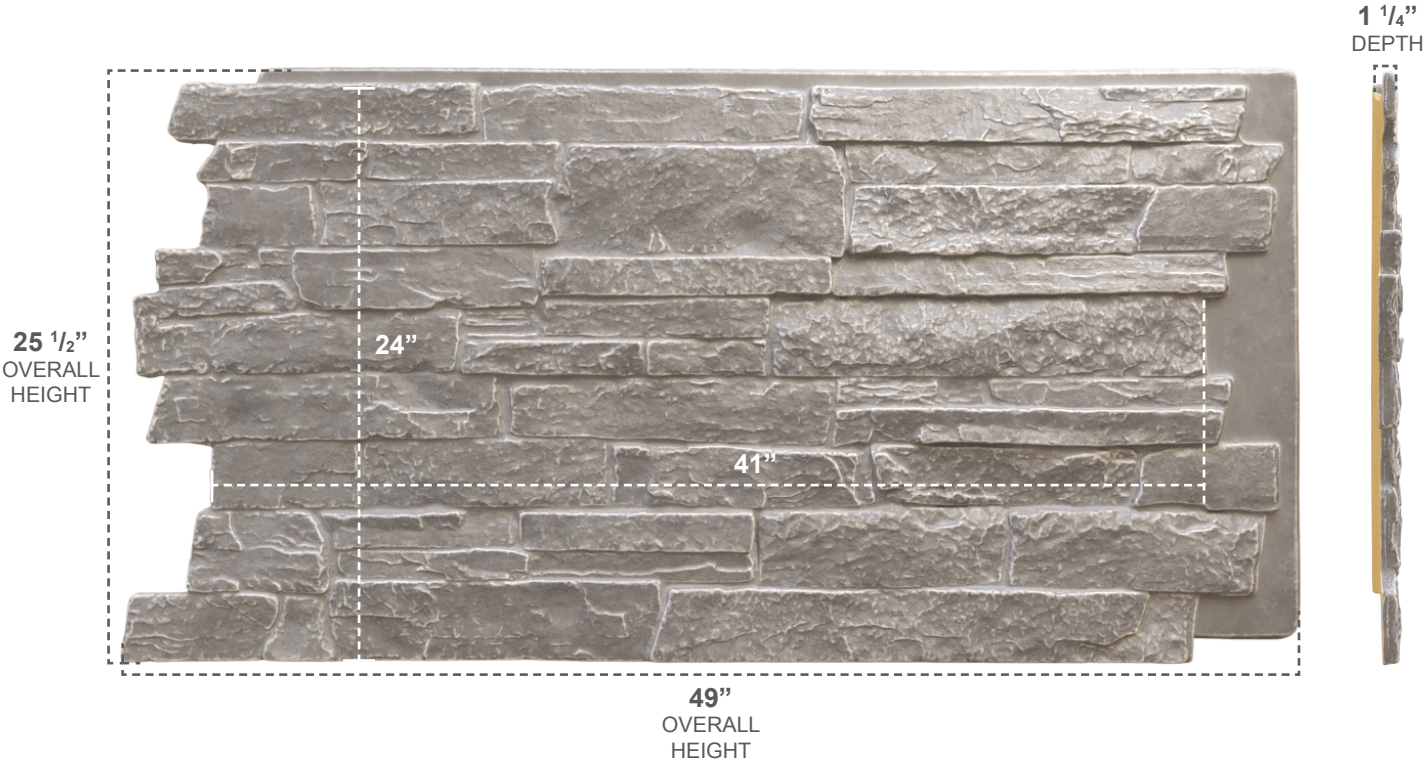 1 1/4”
DEPTH
25 1/2”
OVERALL
HEIGHT
24”
41”
49”
OVERALL
HEIGHT